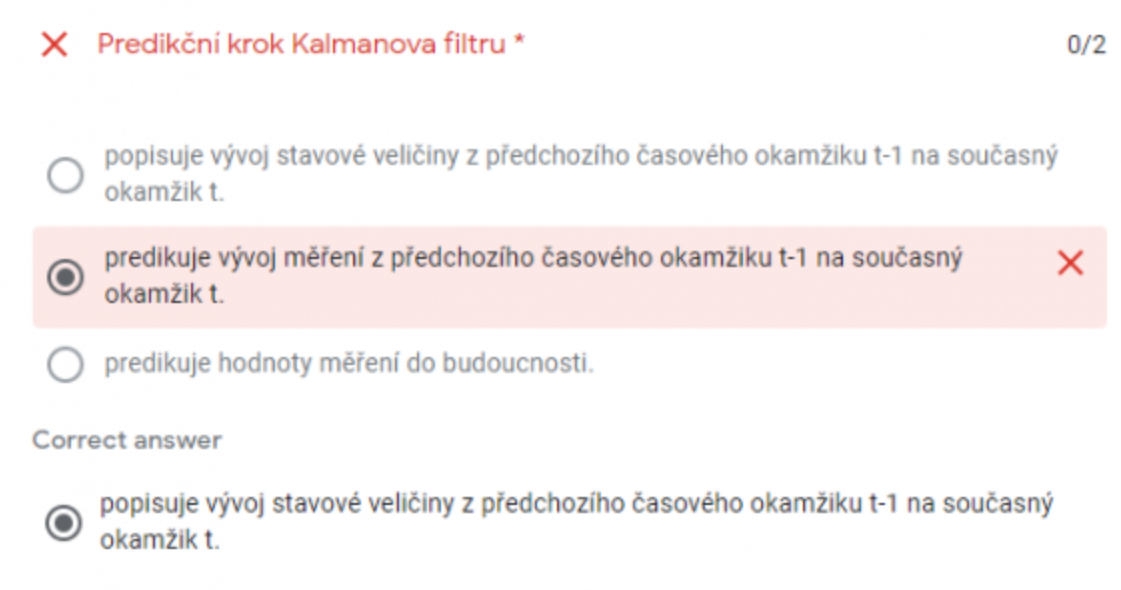 Predikční krok Kalmanova filtru *
0/2
popisuje vývoj stavové veličiny z předchozího časového okamžiku t-1 na současný
okamžik t.
predikuje vývoj měření z předchozího časového okamžiku t-1 na současný
okamžik t.
predikuje hodnoty měření do budoucnosti.
Correct answer
popisuje vývoj stavové veličiny z předchozího časového okamžiku t-1 na současný
okamžik t.